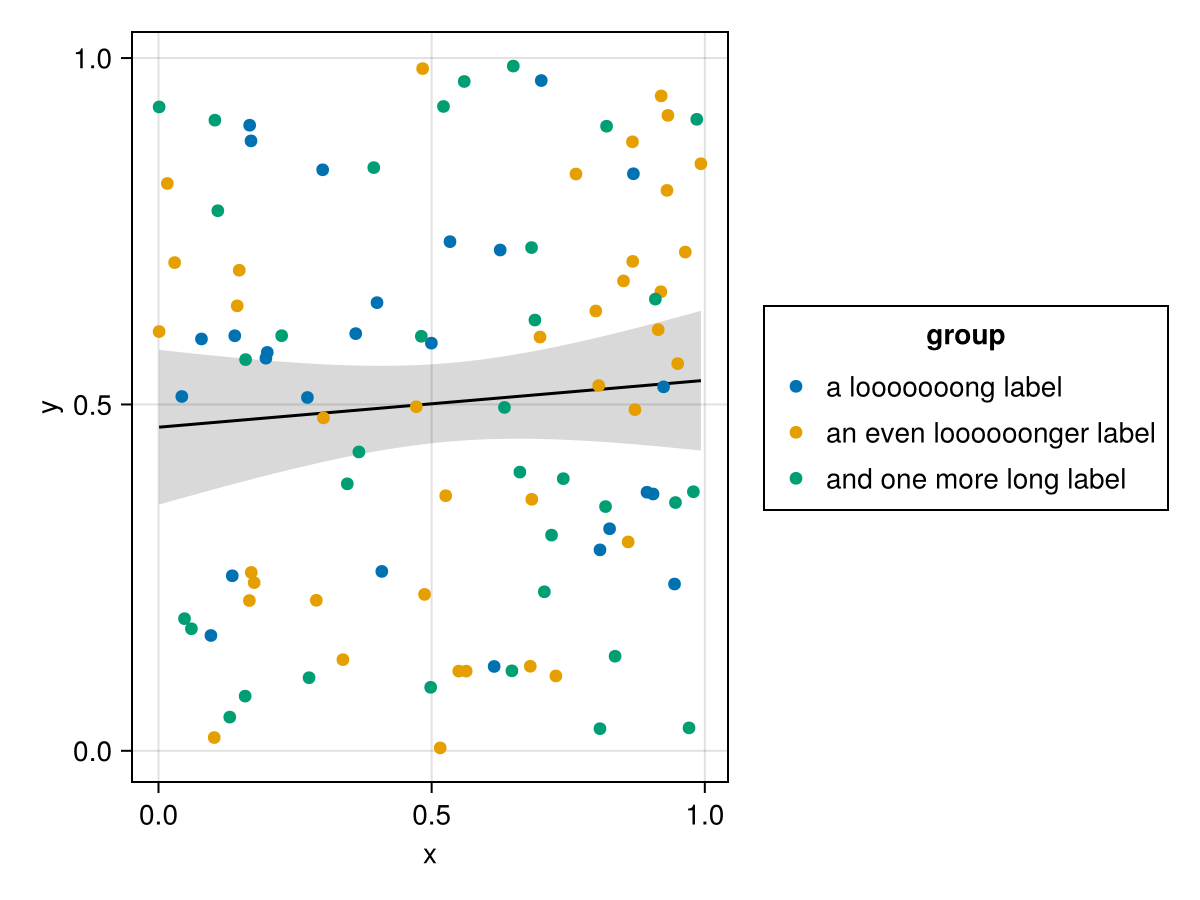 1.0
0.5
0.0
y
0.0 0.5 1.0
x
group
a looooooong label
an even loooooonger label
and one more long label